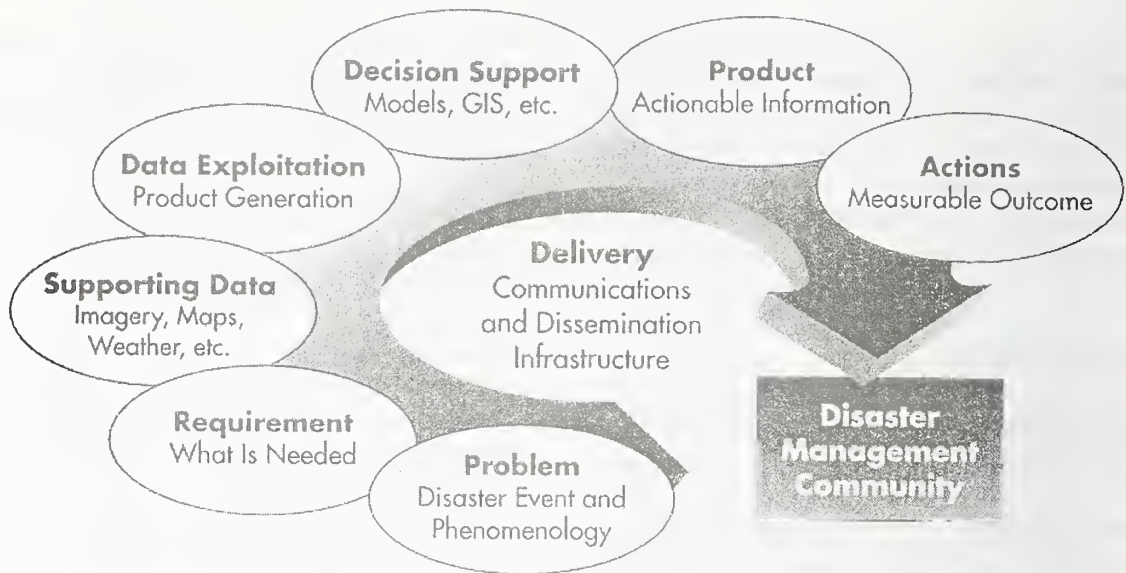 Decision Support
Models, GIS, etc.
Product
Actionable Information
Data Exploitation
Product Generation
Actions
Measurable Outcome
Supporting Data
Imagery, Maps,
Weather, etc.
Delivery
Communications
and Dissemination
Infrastructure
Requirement
What Is Needed
Problem
Disaster Event and
Phenomenology
Disaster
Management
Community